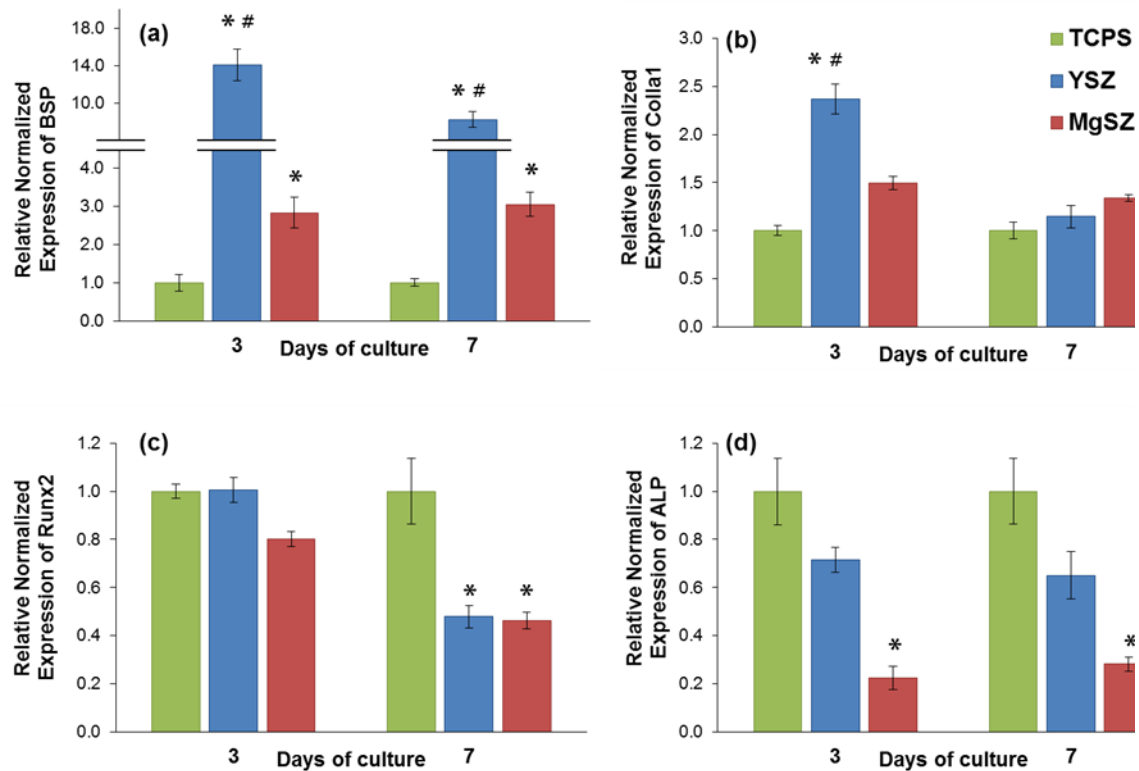 (a)
Relative Normalized
Expression of BSP
18.0
14.0
10.0
4.0
3.0
2.0
1.0
0.0
* #
*
* #
*
3 Days of culture 7
(b)
Relative Normalized
Expression of Colla1
3.0
2.5
2.0
1.5
1.0
0.5
0.0
* #
3 Days of culture 7
TCPS
YSZ
MgSZ
(c)
Relative Normalized
Expression of Runx2
1.2
1.0
0.8
0.6
0.4
0.2
0.0
* *
3 Days of culture 7
(d)
Relative Normalized
Expression of ALP
1.2
1.0
0.8
0.6
0.4
0.2
0.0
*
*
3 Days of culture 7